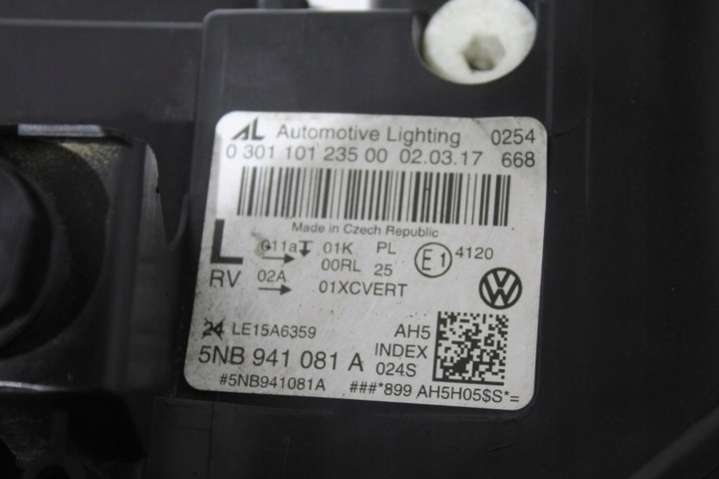 AL Automotive Lighting 0254
0 301 101 235 00 02.03.17 668
Made in Czech Republic
L 011a 01K PL E1 4120
00RL 25
RV 02A 01XCVERT
24 LE15A6359 AH5
5NB 941 081 A INDEX
024S
#5NB941081A ###*899 AH5H05$S*=